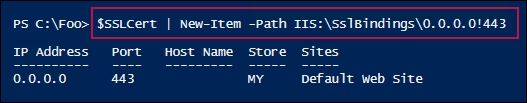 PS C:\Foo> $SSLCert | New-Item -Path IIS:\SslBindings\0.0.0.0!443
IP Address Port Host Name Store Sites
---------- ---- --------- ----- -----
0.0.0.0 443 MY Default Web Site